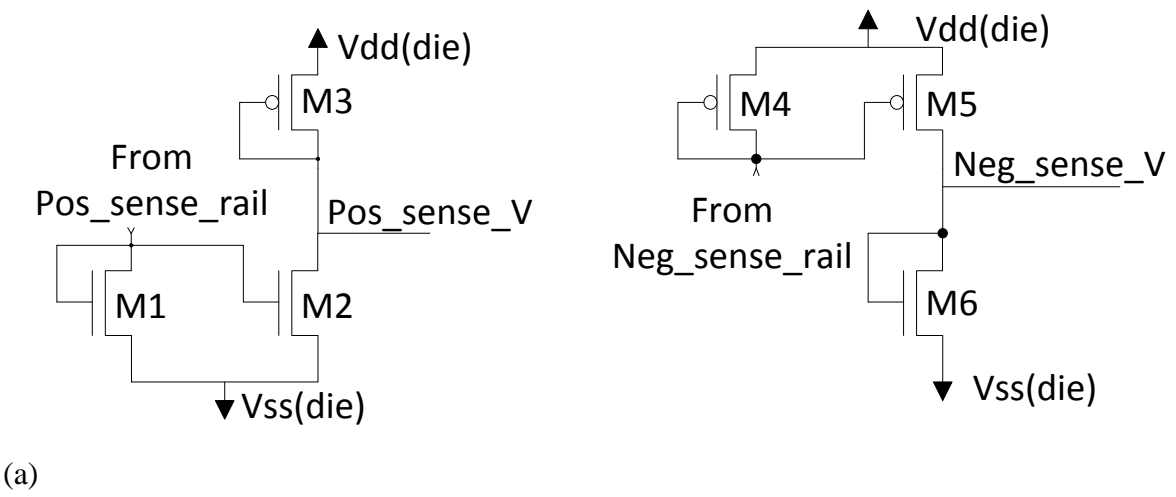 Vdd(die)
M3
From
Pos_sense_rail
Pos_sense_V
M1
M2
Vss(die)
Vdd(die)
M4
M5
Neg_sense_V
From
Neg_sense_rail
M6
Vss(die)
(a)